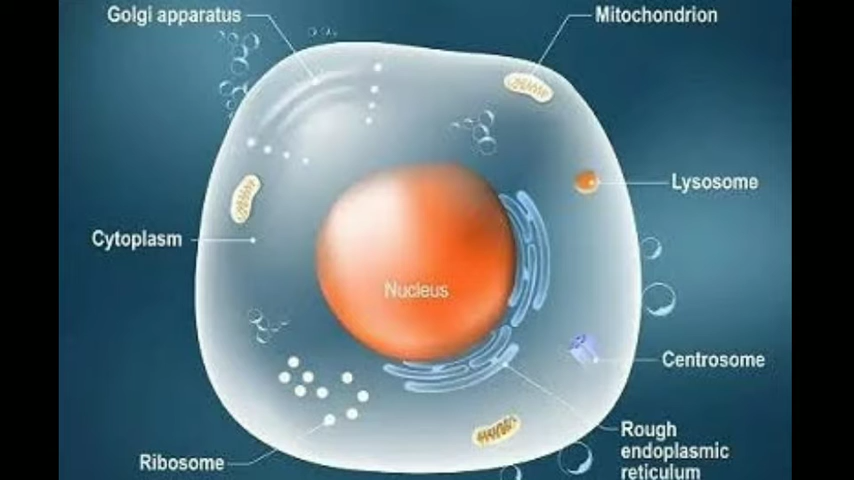 Golgi apparatus
Mitochondrion
Lysosome
Cytoplasm
Nucleus
Centrosome
Rough
endoplasmic
reticulum
Ribosome